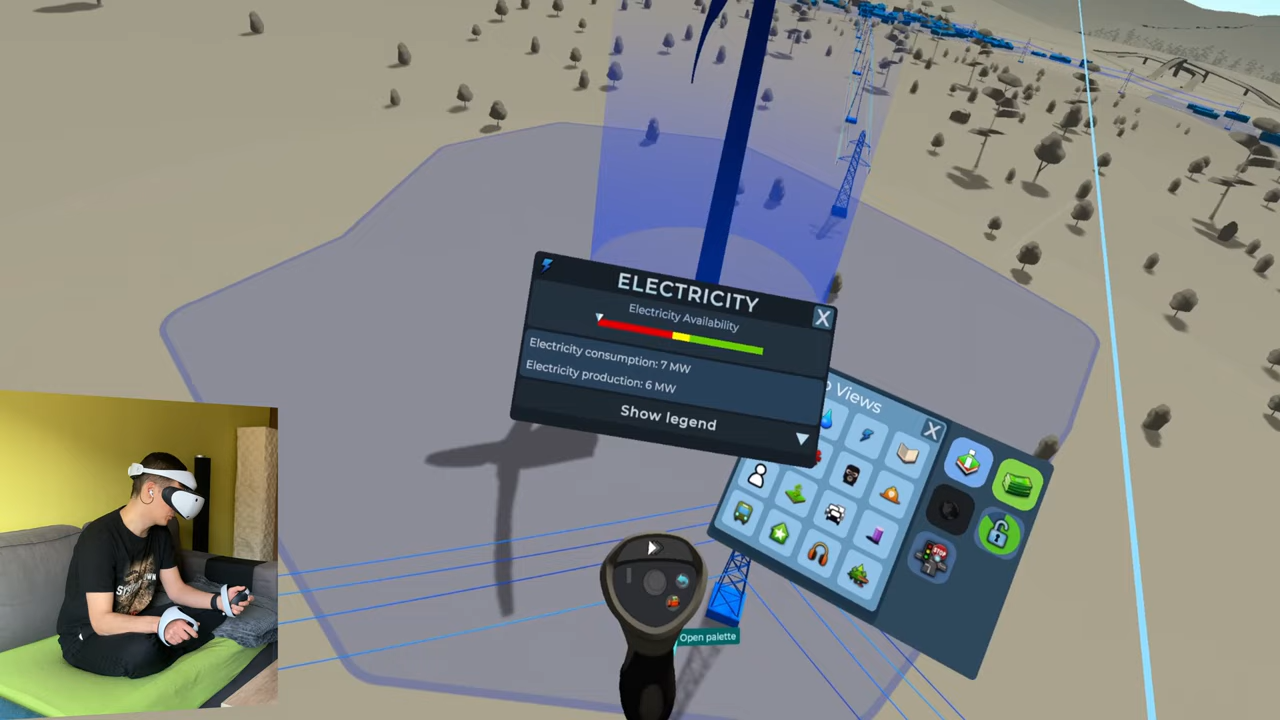 ELECTRICITY
X
Electricity Availability
Electricity consumption: 7 MW
Electricity production: 6 MW
Show legend
Views
X
Open palette